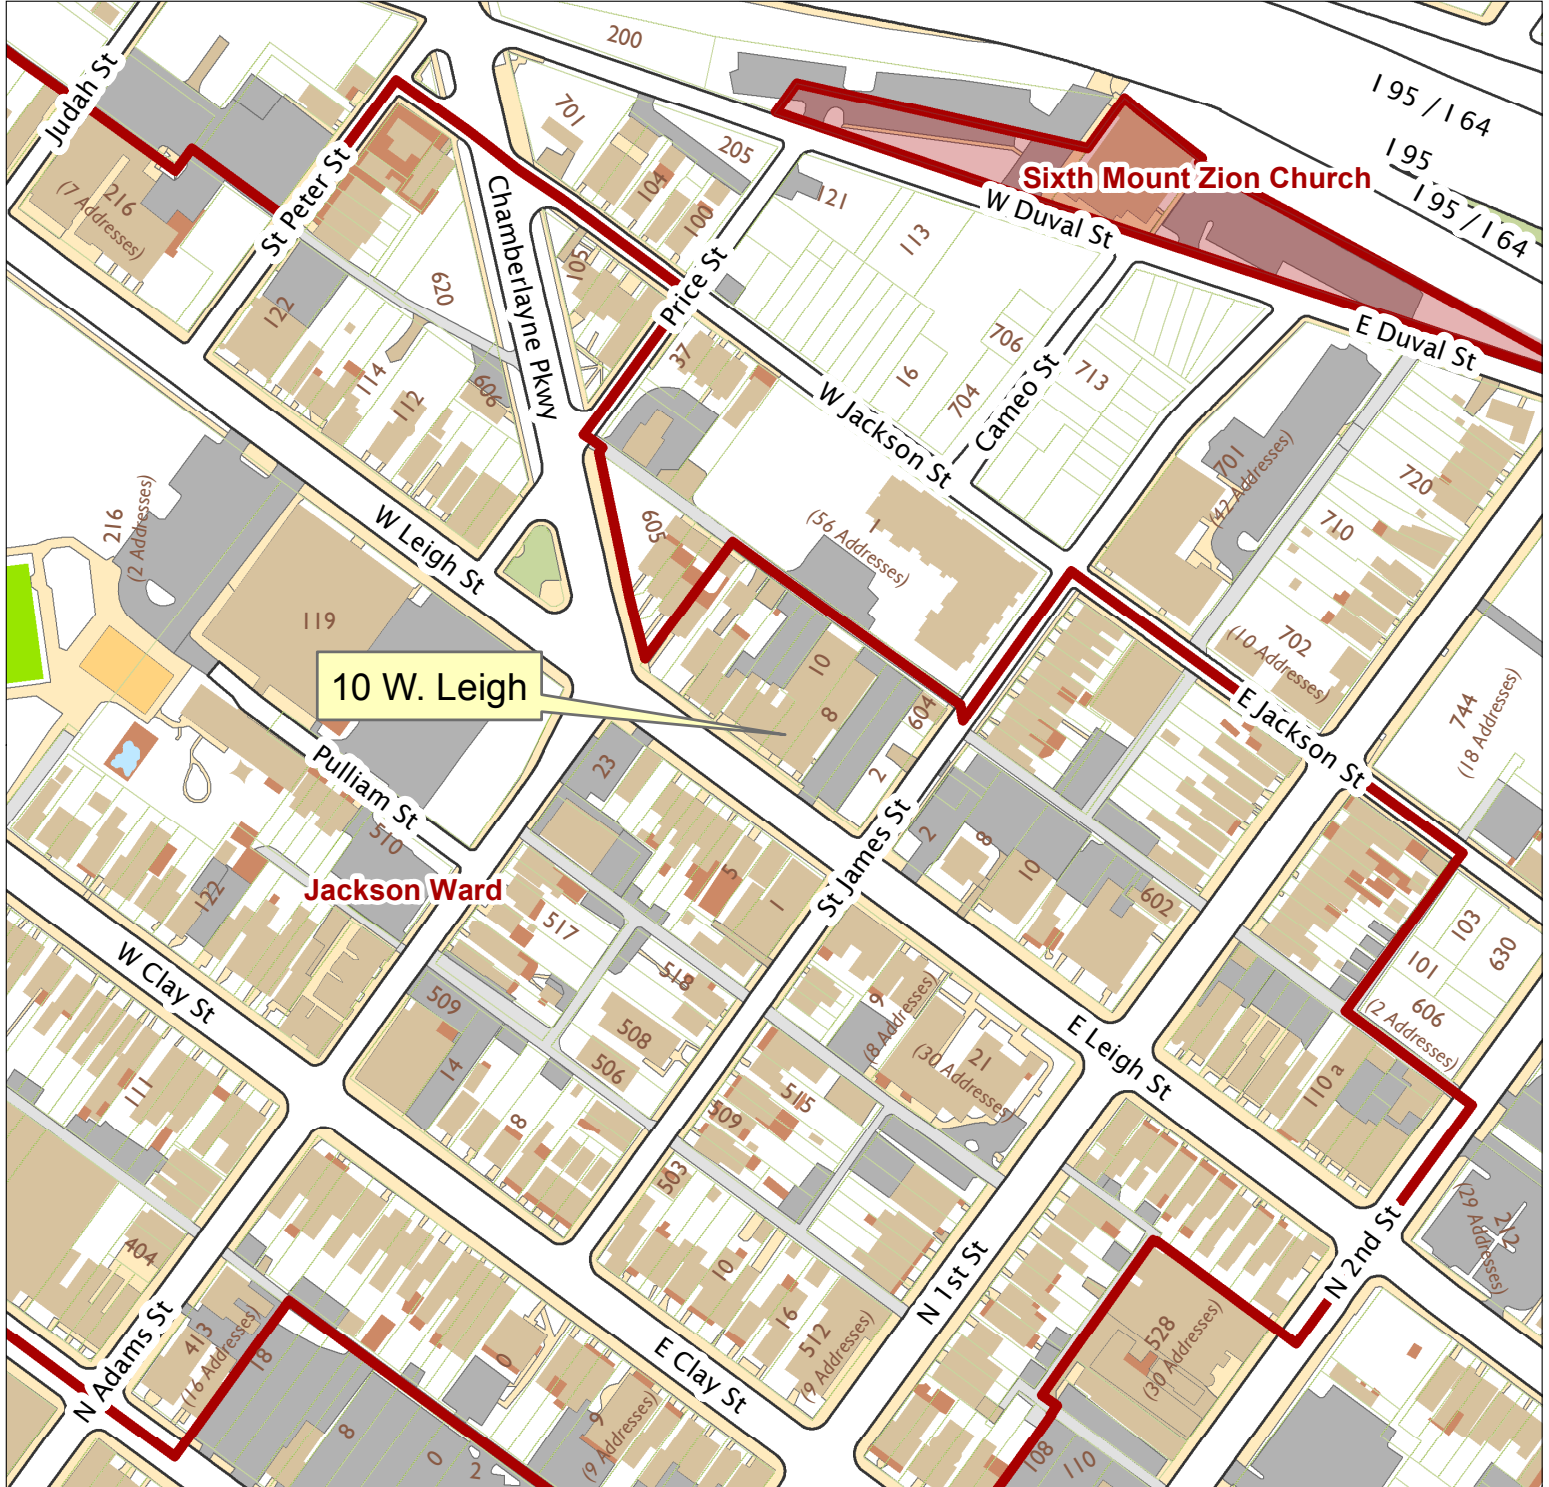 200
I 95 / I 64
I 95
I 95 / I 64
Judah St
701
205
104
100
Sixth Mount Zion Church
W Duval St
121
113
216
(7 Addresses)
St Peter St
Chamberlayne Pkwy
105
620
122
Price St
37
E Duval St
706
16
704
713
Cameo St
W Jackson St
114
112
606
701
(42 Addresses)
720
710
216
(2 Addresses)
W Leigh St
605
1
(56 Addresses)
119
702
(10 Addresses)
10 W. Leigh
10
8
604
2
E Jackson St
744
(18 Addresses)
Pulliam St
510
23
St James St
2
8
10
602
122
Jackson Ward
5
1
517
518
103
630
101
606
(2 Addresses)
W Clay St
509
14
508
506
9
(8 Addresses)
21
(30 Addresses)
E Leigh St
110 a
111
8
515
509
503
404
10
16
512
(9 Addresses)
N 1st St
N 2nd St
212
(29 Addresses)
528
(30 Addresses)
N Adams St
413
(16 Addresses)
18
0
E Clay St
8
0
2
9
(9 Addresses)
108
110